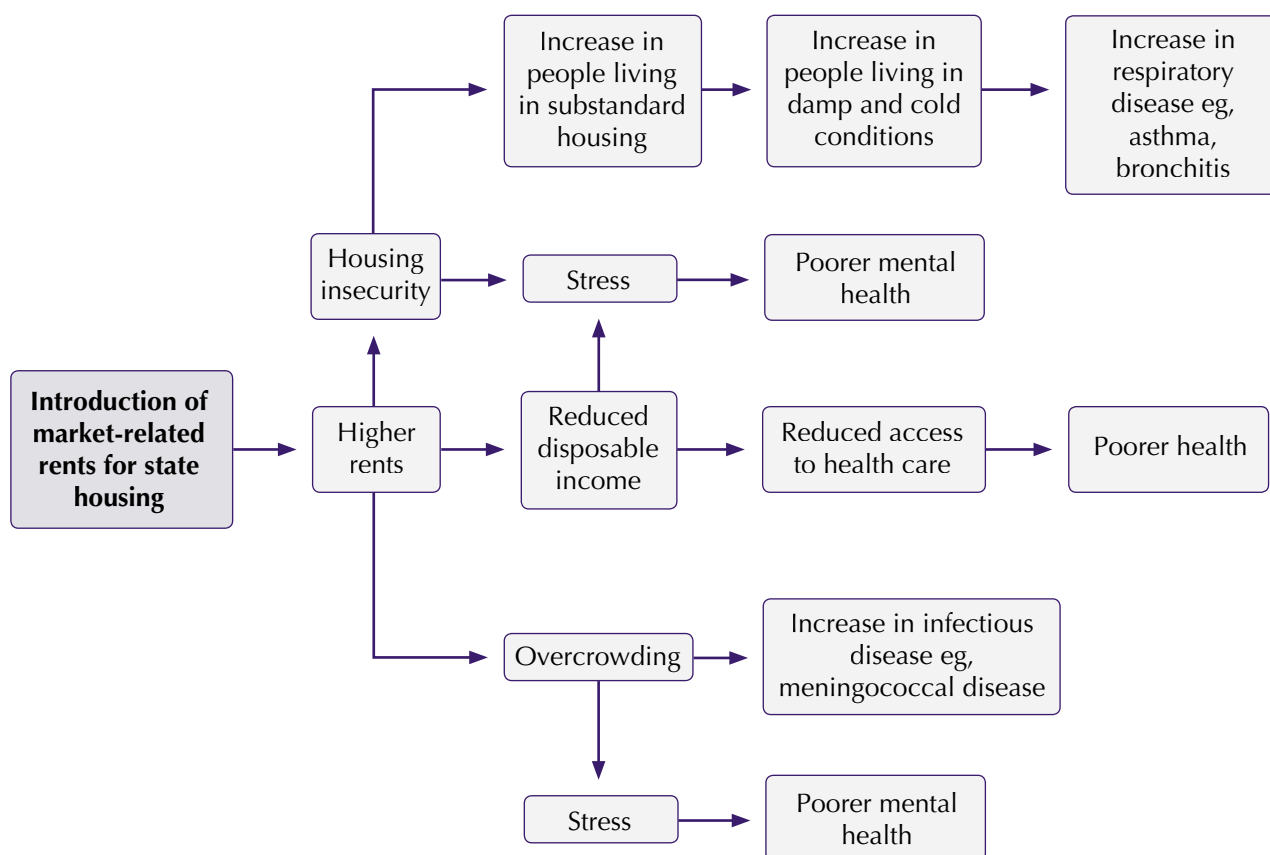 Increase in
people living
in substandard
housing
Increase in
people living in
damp and cold
conditions
Increase in
respiratory
disease eg,
asthma,
bronchitis
Housing
insecurity
Stress
Poorer mental
health
Introduction of
market-related
rents for state
housing
Higher
rents
Reduced
disposable
income
Reduced access
to health care
Poorer health
Overcrowding
Increase in infectious
disease eg,
meningococcal disease
Stress
Poorer mental
health